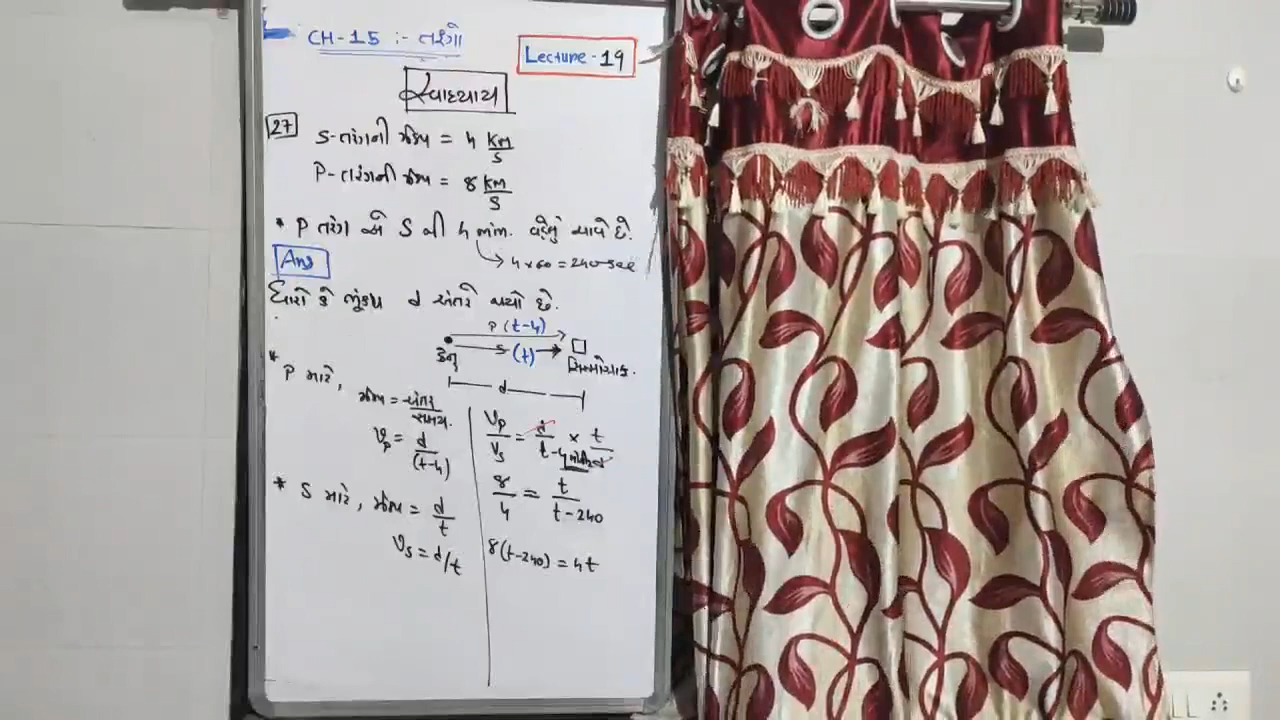 CH-15 :- તરંગો
Lecture - 19
સ્વાધ્યાય
27
S-તરંગની ઝડપ = 4 Km/S
P-તરંગની ઝડપ = 8 Km/S
* P તરંગ એ S ની 4 min. વહેલું આવે છે.
→ 4 x 60 = 240 sec
Ans
ધારો કે ભૂકંપ d અંતરે થયો છે.
P (t-4)
S (t)
કેન્દ્ર
d
* P માટે,
ઝડપ = અંતર/સમય.
Vp = d/(t-4)
* S માટે, ઝડપ = d/t
Vs = d/t
Vp/Vs = d/t-4 મિનિટ x t/d
8/4 = t/t-240
8(t-240) = 4t